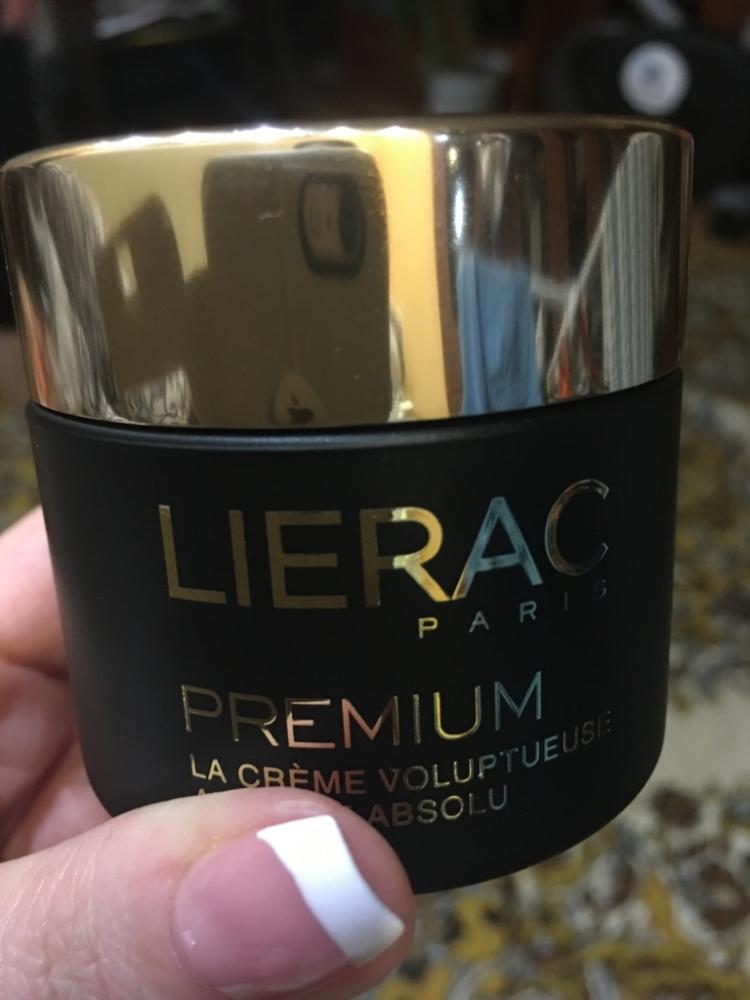 LIERAC
PARIS
PREMIUM
LA CRÈME VOLUPTUEUSE
ABSOLU